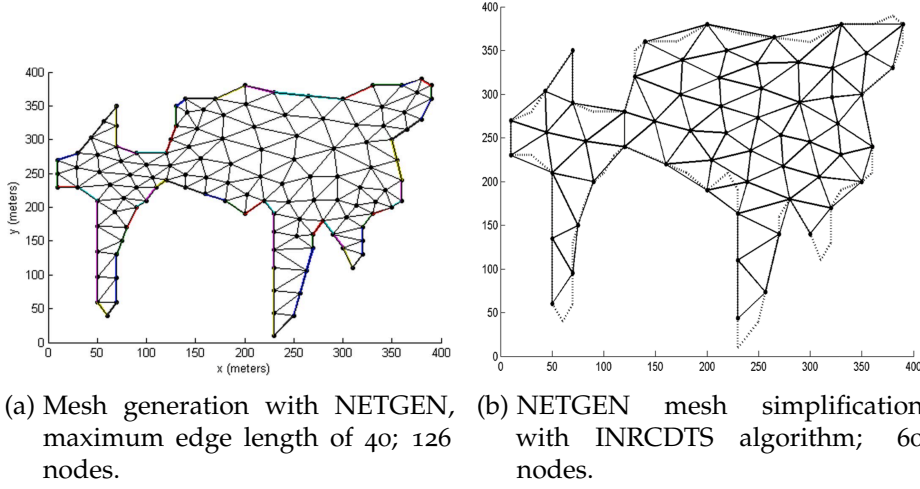 400
350
300
250
200
150
100
50
0
y (meters)
0 50 100 150 200 250 300 350 400
x (meters)
400
350
300
250
200
150
100
50
0
0 50 100 150 200 250 300 350 400
(a) Mesh generation with NETGEN,
maximum edge length of 40; 126
nodes.
(b) NETGEN mesh simplification
with INRCDTS algorithm; 60
nodes.